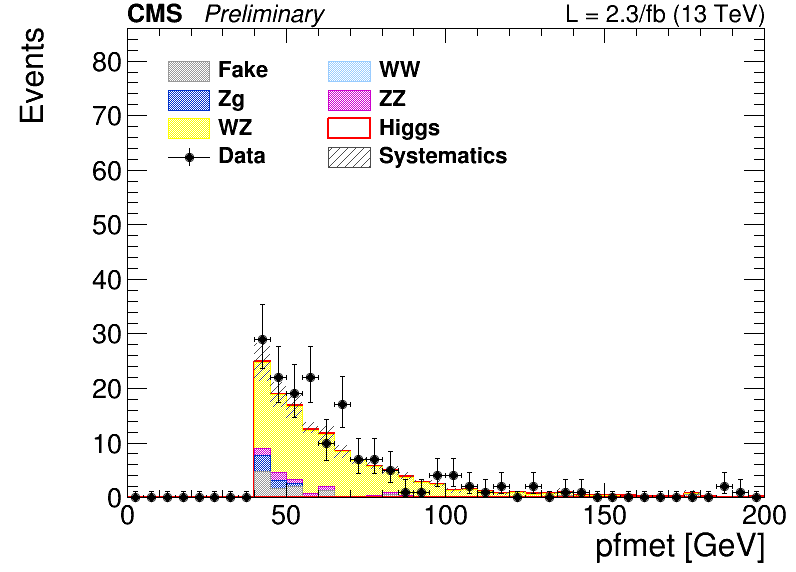 CMS Preliminary L = 2.3/fb (13 TeV)
Events
80
70
60
50
40
30
20
10
0
Fake WW
Zg ZZ
WZ Higgs
Data Systematics
0 50 100 150 200
pfmet [GeV]